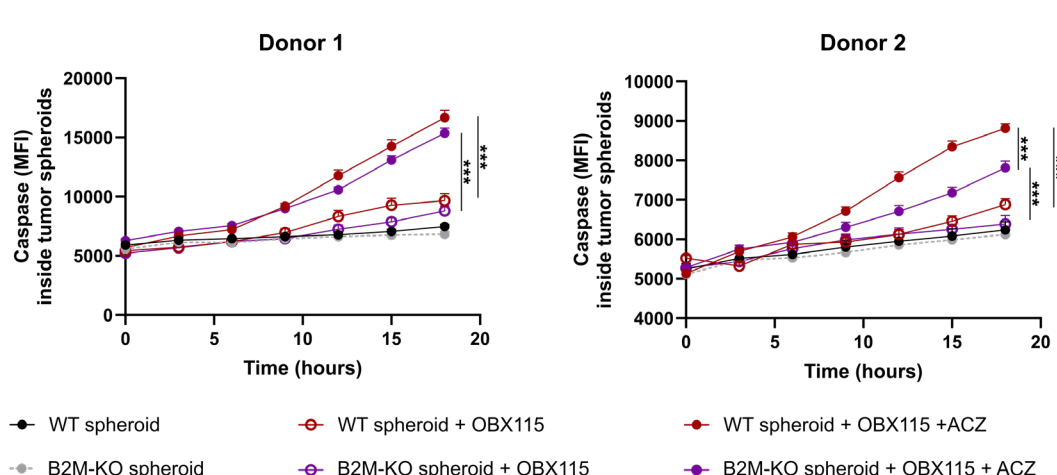 Donor 1
Donor 2
Caspase (MFI)
inside tumor spheroids
20000
15000
10000
5000
0
0
5
10
15
20
Time (hours)
***
***
Caspase (MFI)
inside tumor spheroids
10000
9000
8000
7000
6000
5000
4000
0
5
10
15
20
Time (hours)
***
***
WT spheroid
WT spheroid + OBX115
WT spheroid + OBX115 +ACZ
B2M-KO spheroid
B2M-KO spheroid + OBX115
B2M-KO spheroid + OBX115 + ACZ